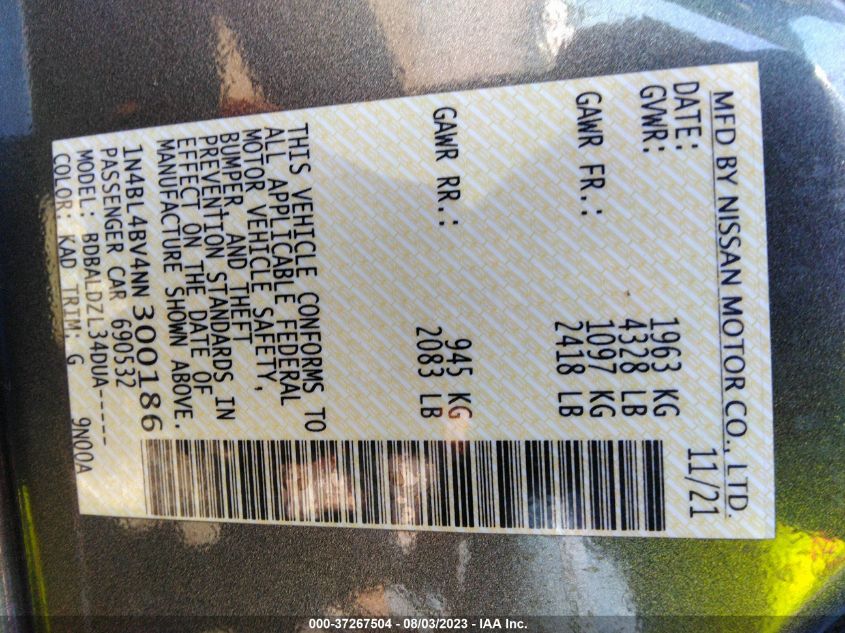 MFD BY NISSAN MOTOR CO., LTD.
DATE: 11/21
GVWR: 1963 KG
4328 LB
GAWR FR.: 1097 KG
2418 LB
GAWR RR.: 945 KG
2083 LB
THIS VEHICLE CONFORMS TO
ALL APPLICABLE FEDERAL
MOTOR VEHICLE SAFETY,
BUMPER, AND THEFT
PREVENTION STANDARDS IN
EFFECT ON THE DATE OF
MANUFACTURE SHOWN ABOVE.
1N4BL4BV4NN300186
PASSENGER CAR 690532
MODEL: BDBALDZL34DUA-----
COLOR: KAD TRIM: G 9N00A
000-37267504 - 08/03/2023 - IAA Inc.